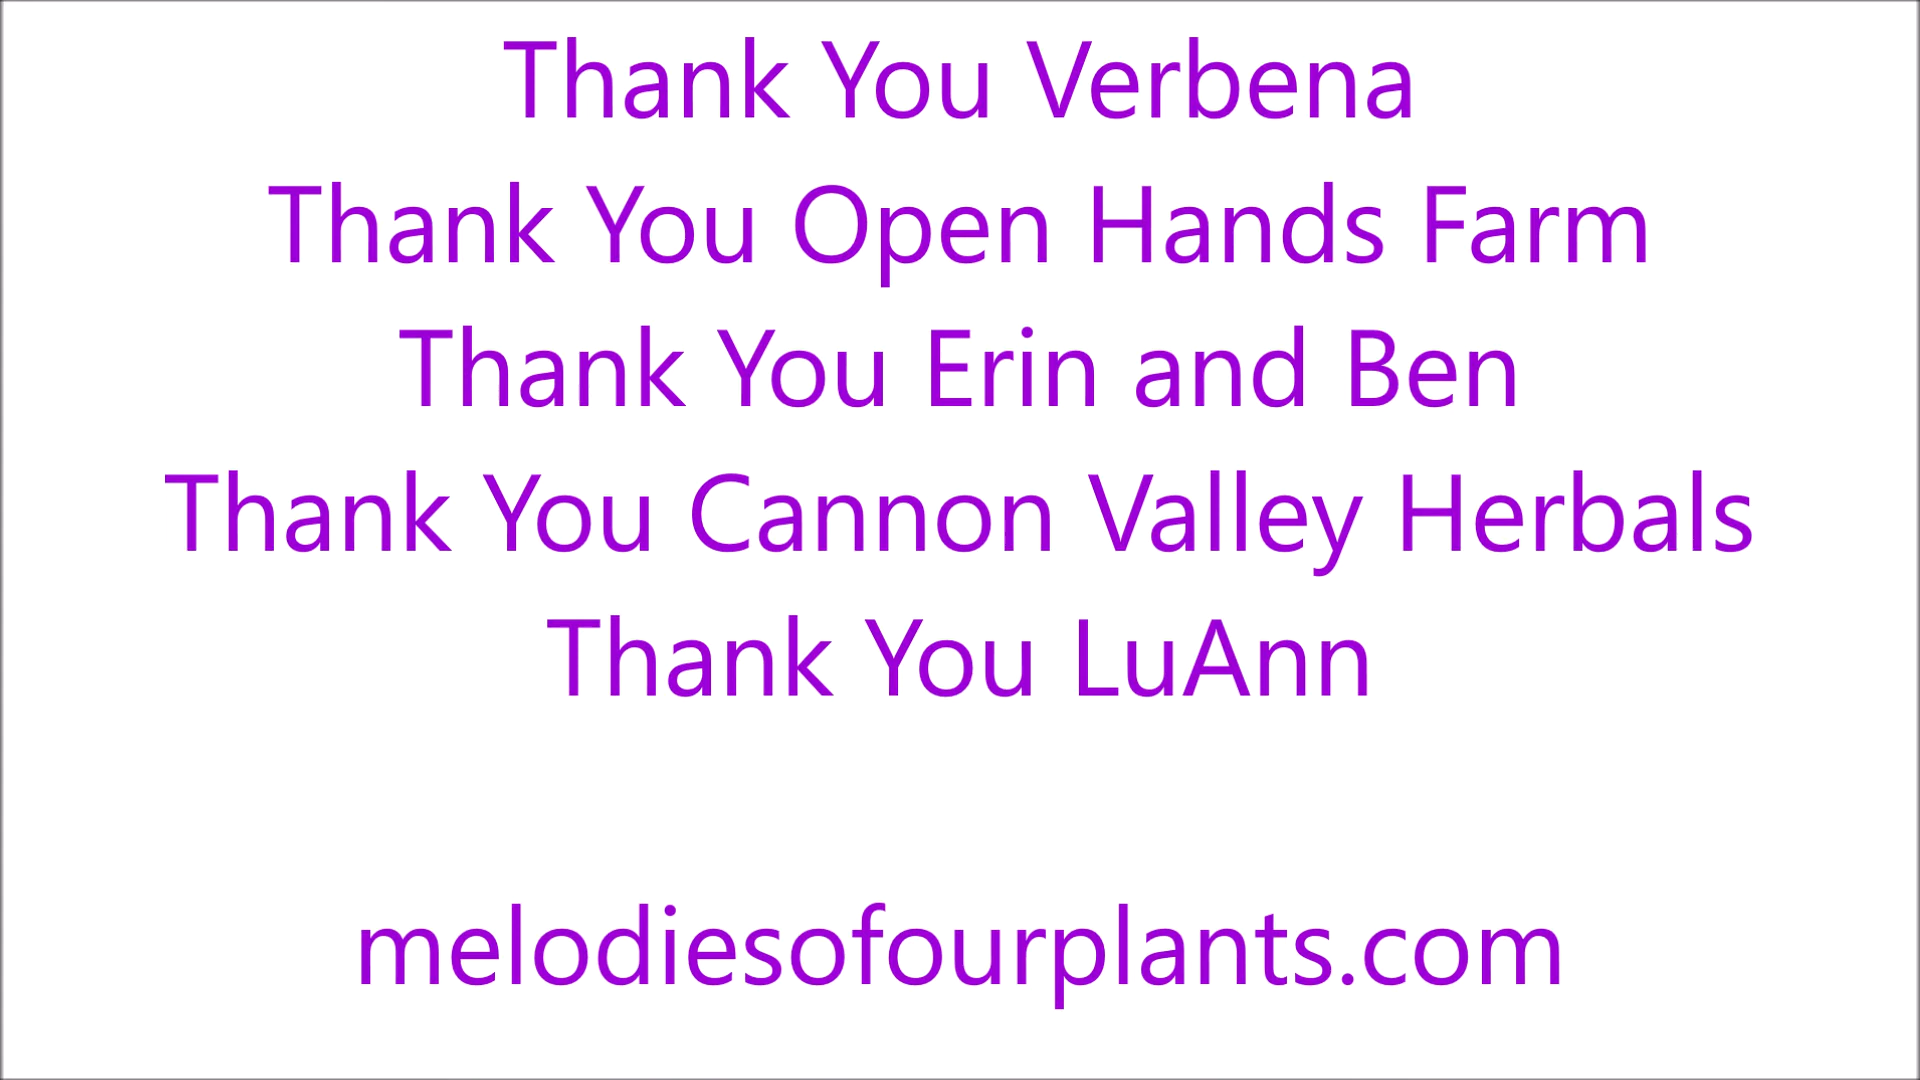 Thank You Verbena
Thank You Open Hands Farm
Thank You Erin and Ben
Thank You Cannon Valley Herbals
Thank You LuAnn
melodiesofourplants.com